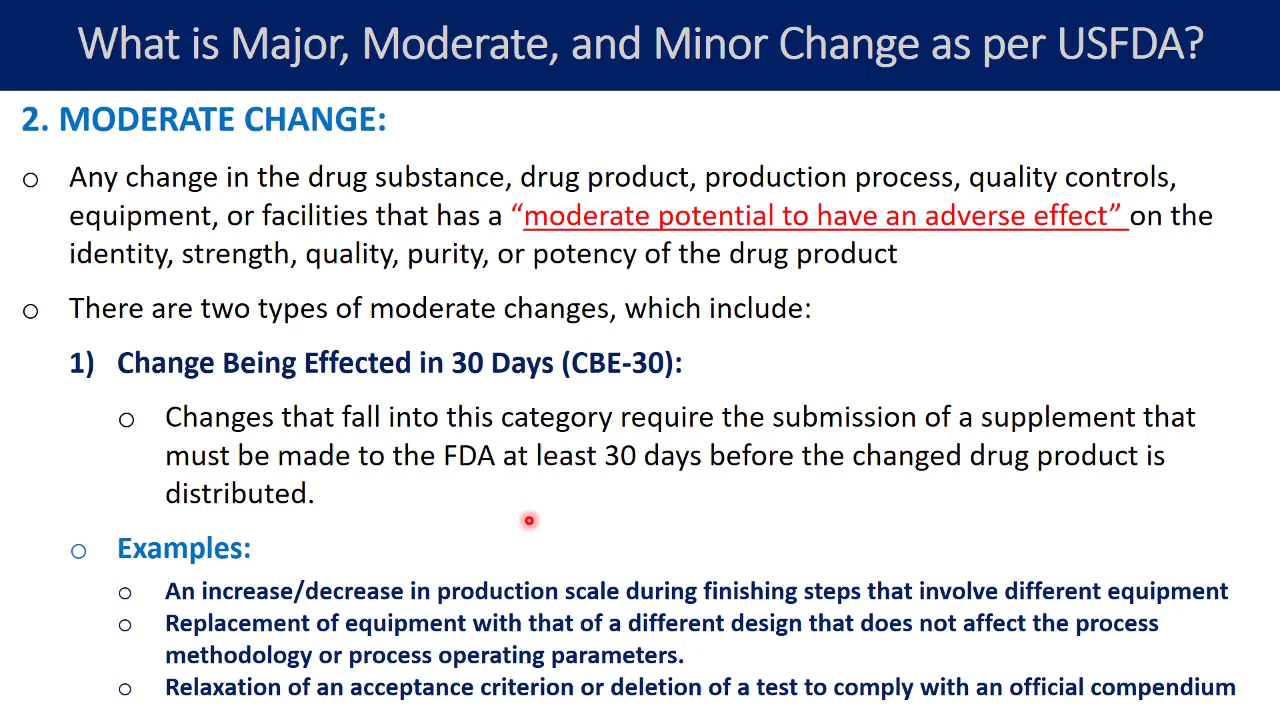 What is Major, Moderate, and Minor Change as per USFDA?
2. MODERATE CHANGE:
o Any change in the drug substance, drug product, production process, quality controls,
equipment, or facilities that has a “moderate potential to have an adverse effect” on the
identity, strength, quality, purity, or potency of the drug product
o There are two types of moderate changes, which include:
1) Change Being Effected in 30 Days (CBE-30):
o Changes that fall into this category require the submission of a supplement that
must be made to the FDA at least 30 days before the changed drug product is
distributed.
o Examples:
o An increase/decrease in production scale during finishing steps that involve different equipment
o Replacement of equipment with that of a different design that does not affect the process
methodology or process operating parameters.
o Relaxation of an acceptance criterion or deletion of a test to comply with an official compendium